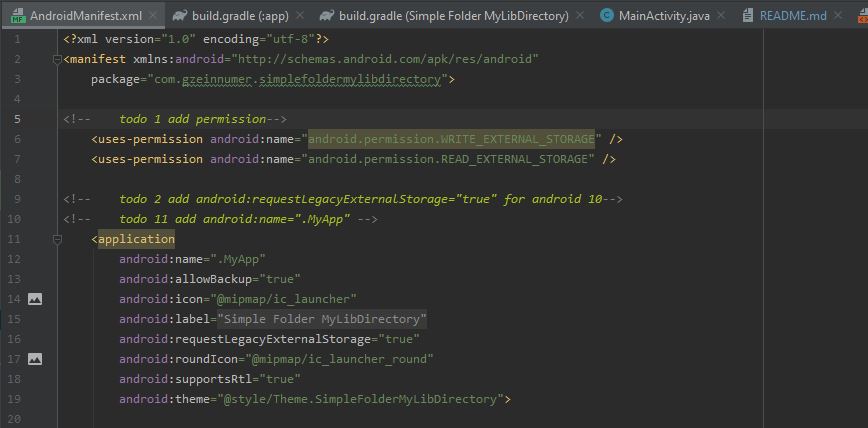 AndroidManifest.xml build.gradle (:app) build.gradle (Simple Folder MyLibDirectory) MainActivity.java README.md
1 <?xml version="1.0" encoding="utf-8"?>
2 <manifest xmlns:android="http://schemas.android.com/apk/res/android"
3     package="com.gzeinnumer.simplefoldermylibdirectory">
4
5 <!--    todo 1 add permission-->
6     <uses-permission android:name="android.permission.WRITE_EXTERNAL_STORAGE" />
7     <uses-permission android:name="android.permission.READ_EXTERNAL_STORAGE" />
8
9 <!--    todo 2 add android:requestLegacyExternalStorage="true" for android 10-->
10 <!--    todo 11 add android:name=".MyApp" -->
11     <application
12         android:name=".MyApp"
13         android:allowBackup="true"
14         android:icon="@mipmap/ic_launcher"
15         android:label="Simple Folder MyLibDirectory"
16         android:requestLegacyExternalStorage="true"
17         android:roundIcon="@mipmap/ic_launcher_round"
18         android:supportsRtl="true"
19         android:theme="@style/Theme.SimpleFolderMyLibDirectory">
20